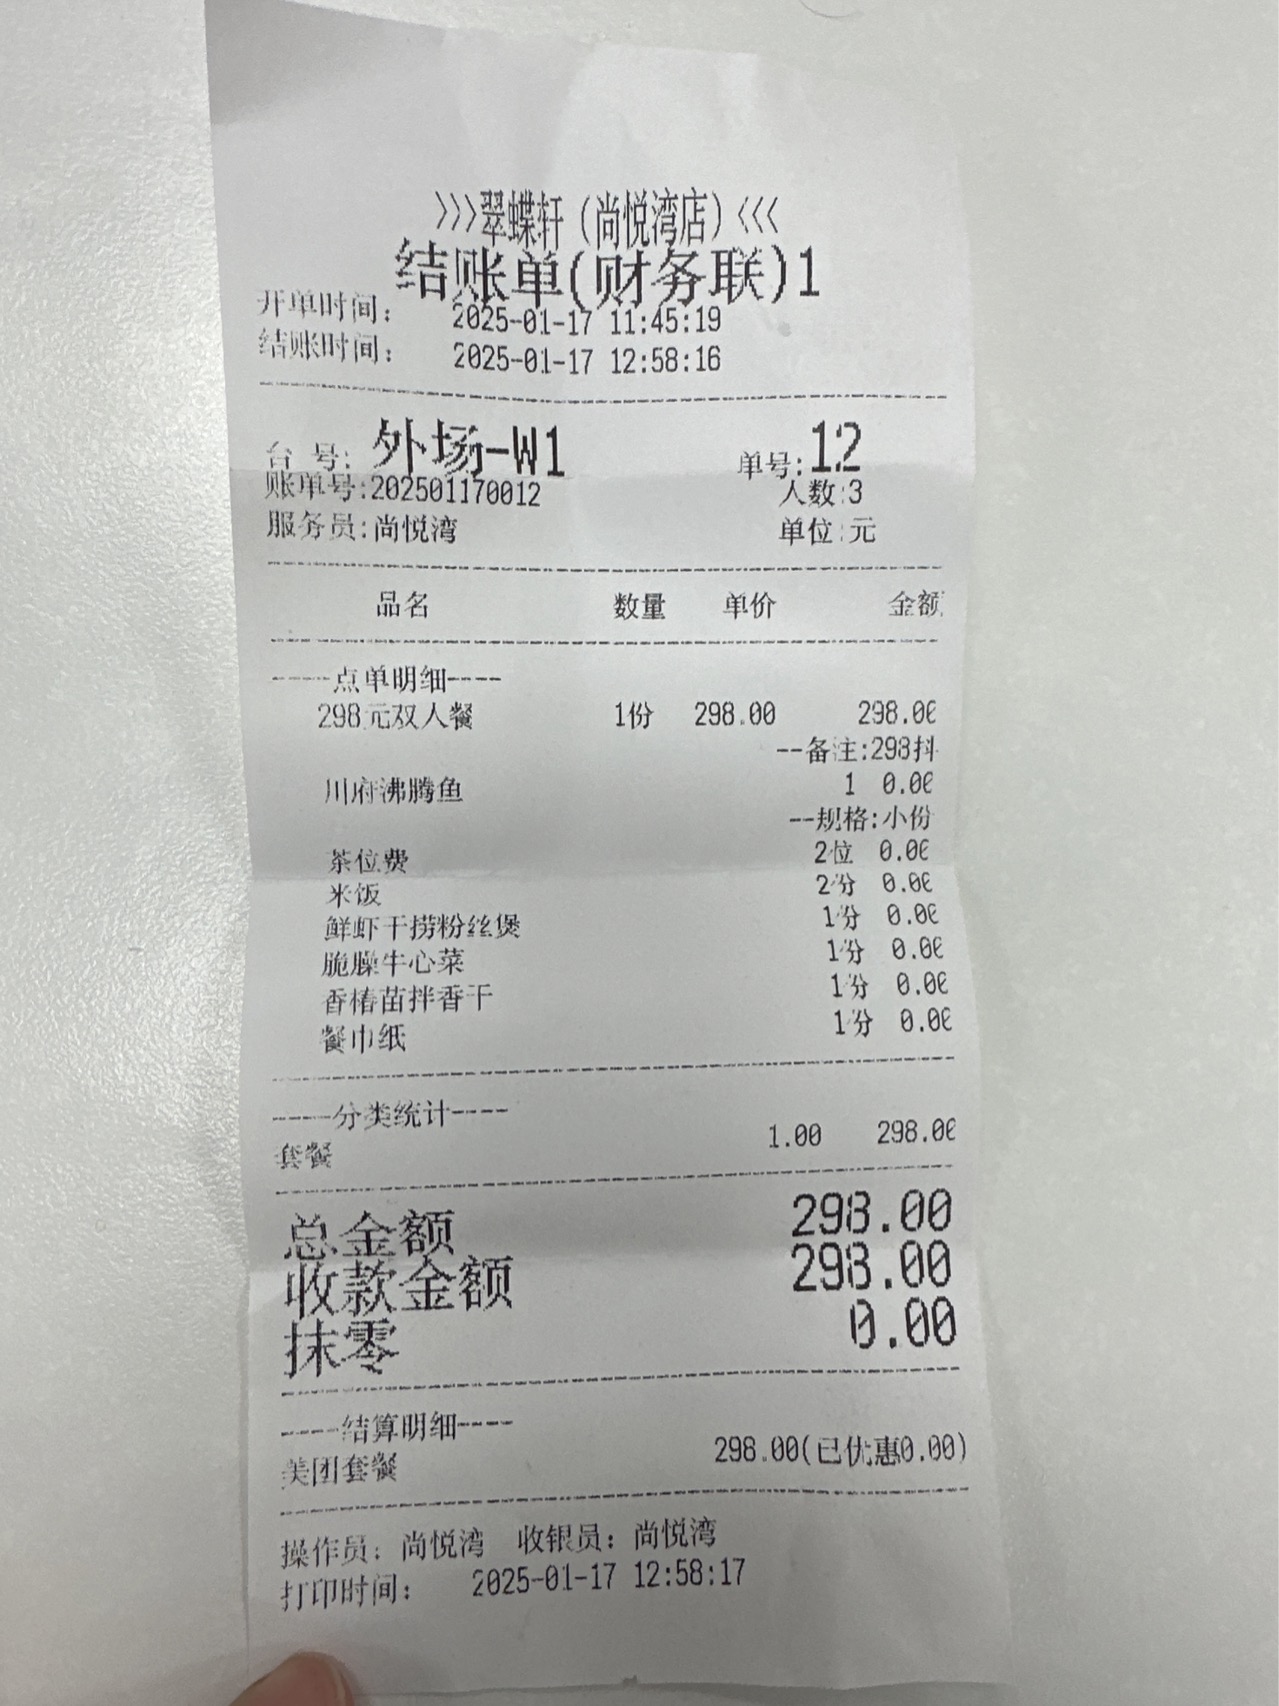 >>>翠蝶轩（尚悦湾店）<<<
结账单(财务联)1
开单时间： 2025-01-17 11:45:19
结账时间： 2025-01-17 12:58:16
台 号: 外场-W1 单号:12
账单号:202501170012 人数:3
服务员:尚悦湾 单位:元
品名 数量 单价 金额
----点单明细----
298元双人餐 1份 298.00 298.00
--备注:298抖
川府沸腾鱼 1 0.00
--规格:小份
茶位费 2位 0.00
米饭 2份 0.00
鲜虾干捞粉丝煲 1份 0.00
脆臊牛心菜 1份 0.00
香椿苗拌香干 1份 0.00
餐巾纸 1份 0.00
----分类统计----
套餐 1.00 298.00
总金额 298.00
收款金额 298.00
抹零 0.00
----结算明细----
美团套餐 298.00(已优惠0.00)
操作员: 尚悦湾 收银员: 尚悦湾
打印时间: 2025-01-17 12:58:17